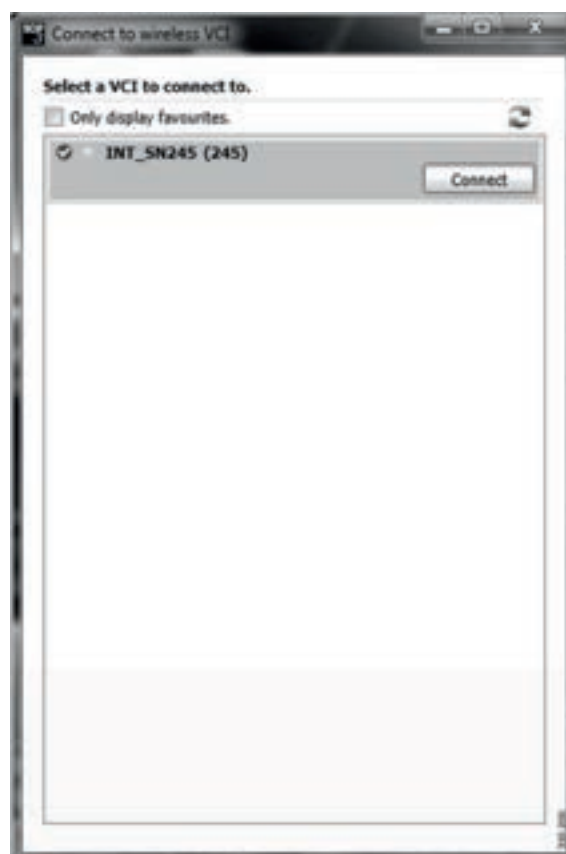 Connect to wireless VCI
Select a VCI to connect to.
Only display favourites.
INT_SN245 (245)
Connect